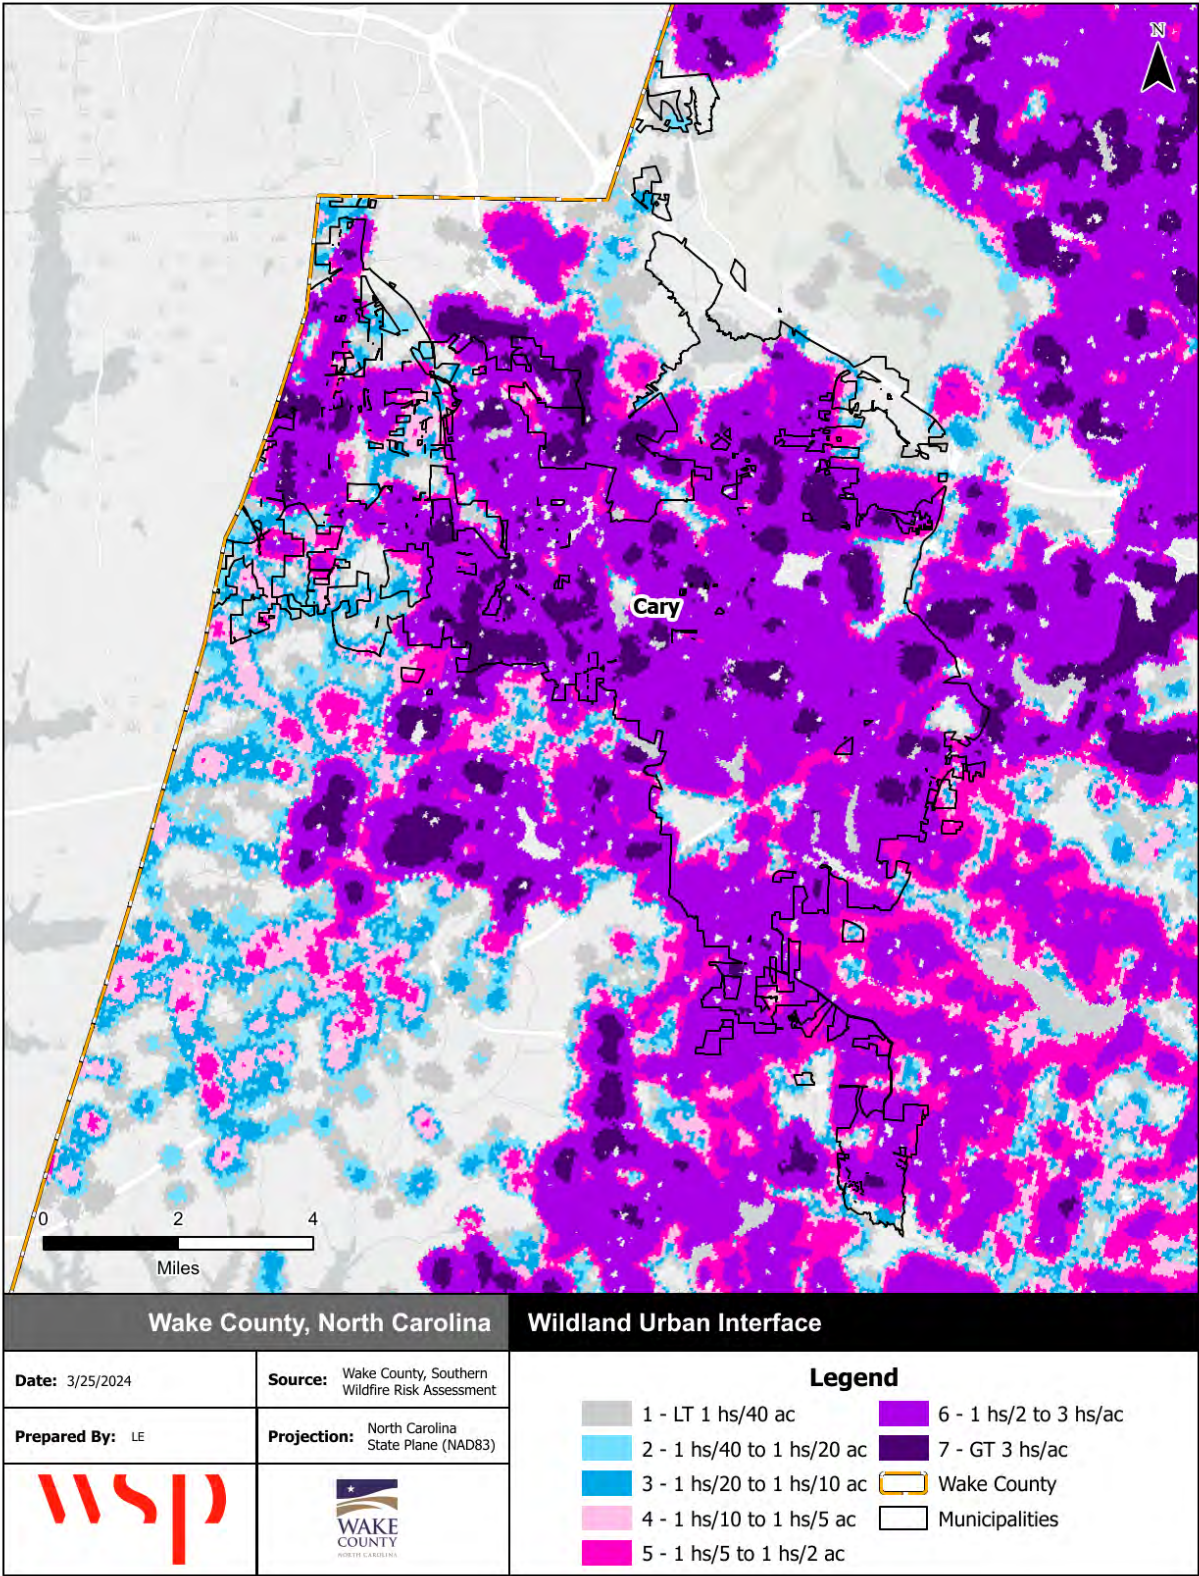 N
Cary
0 2 4
Miles
Wake County, North Carolina
Wildland Urban Interface
Date: 3/25/2024
Source: Wake County, Southern
Wildfire Risk Assessment
Prepared By: LE
Projection: North Carolina
State Plane (NAD83)
wsp
WAKE
COUNTY
NORTH CAROLINA
Legend
1 - LT 1 hs/40 ac
2 - 1 hs/40 to 1 hs/20 ac
3 - 1 hs/20 to 1 hs/10 ac
4 - 1 hs/10 to 1 hs/5 ac
5 - 1 hs/5 to 1 hs/2 ac
6 - 1 hs/2 to 3 hs/ac
7 - GT 3 hs/ac
Wake County
Municipalities